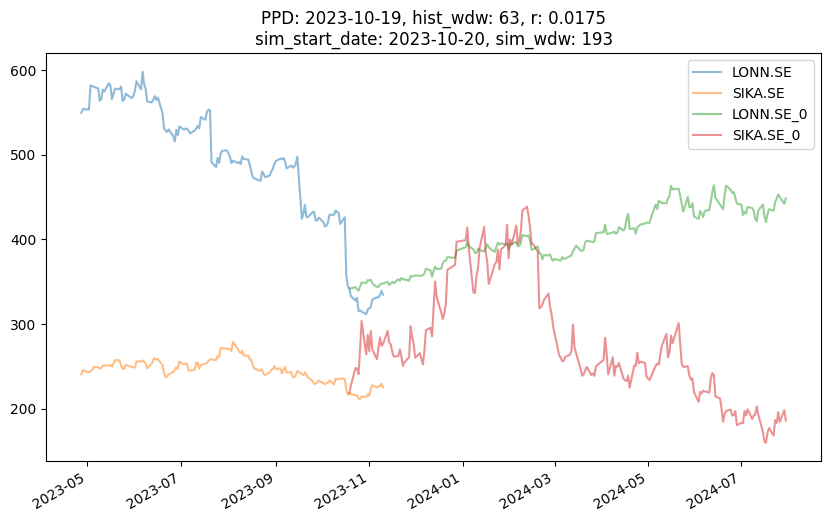 PPD: 2023-10-19, hist_wdw: 63, r: 0.0175
sim_start_date: 2023-10-20, sim_wdw: 193
LONN.SE
SIKA.SE
LONN.SE_0
SIKA.SE_0
600
500
400
300
200
2023-05
2023-07
2023-09
2023-11
2024-01
2024-03
2024-05
2024-07